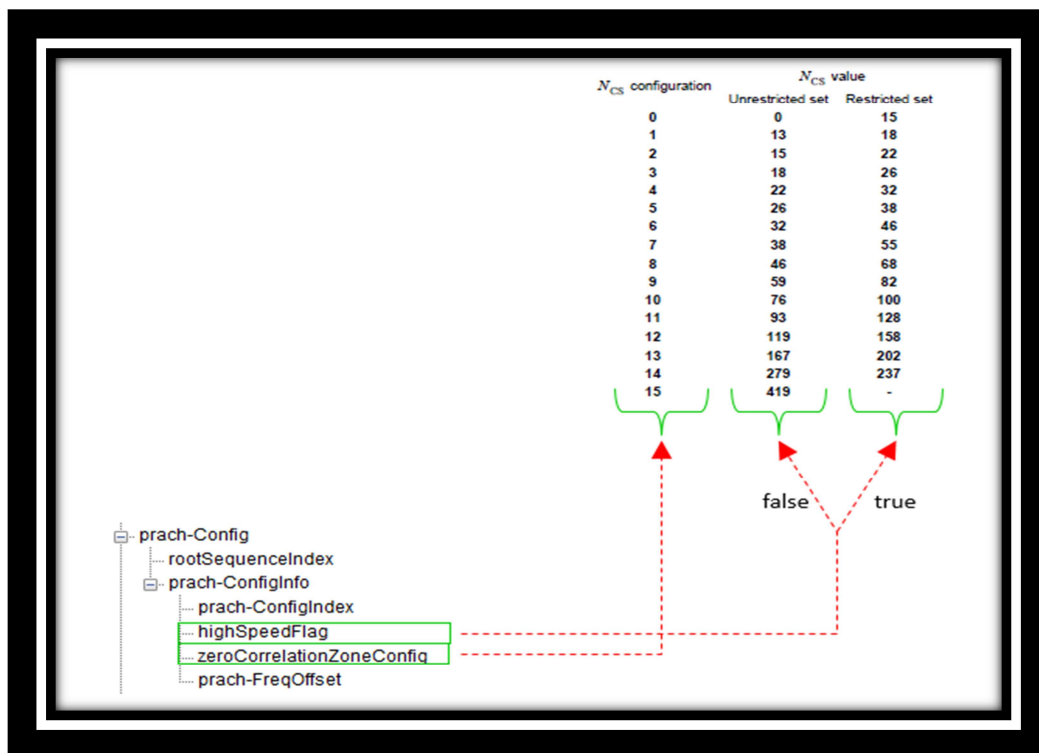 N_CS configuration N_CS value
Unrestricted set Restricted set
0 0 15
1 13 18
2 15 22
3 18 26
4 22 32
5 26 38
6 32 46
7 38 55
8 46 68
9 59 82
10 76 100
11 93 128
12 119 158
13 167 202
14 279 237
15 419 -
false true
prach-Config
rootSequenceIndex
prach-ConfigInfo
prach-ConfigIndex
highSpeedFlag
zeroCorrelationZoneConfig
prach-FreqOffset